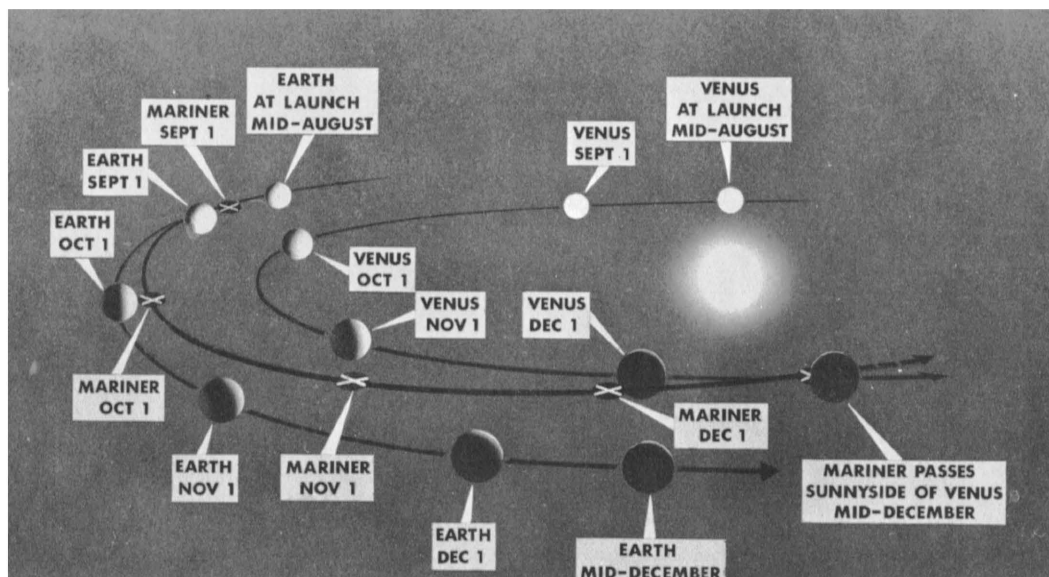 EARTH
AT LAUNCH
MID-AUGUST
MARINER
SEPT 1
EARTH
SEPT 1
EARTH
OCT 1
VENUS
AT LAUNCH
MID-AUGUST
VENUS
SEPT 1
VENUS
OCT 1
VENUS
NOV 1
VENUS
DEC 1
MARINER
OCT 1
EARTH
NOV 1
MARINER
NOV 1
EARTH
DEC 1
MARINER
DEC 1
EARTH
MID-DECEMBER
MARINER PASSES
SUNNYSIDE OF VENUS
MID-DECEMBER